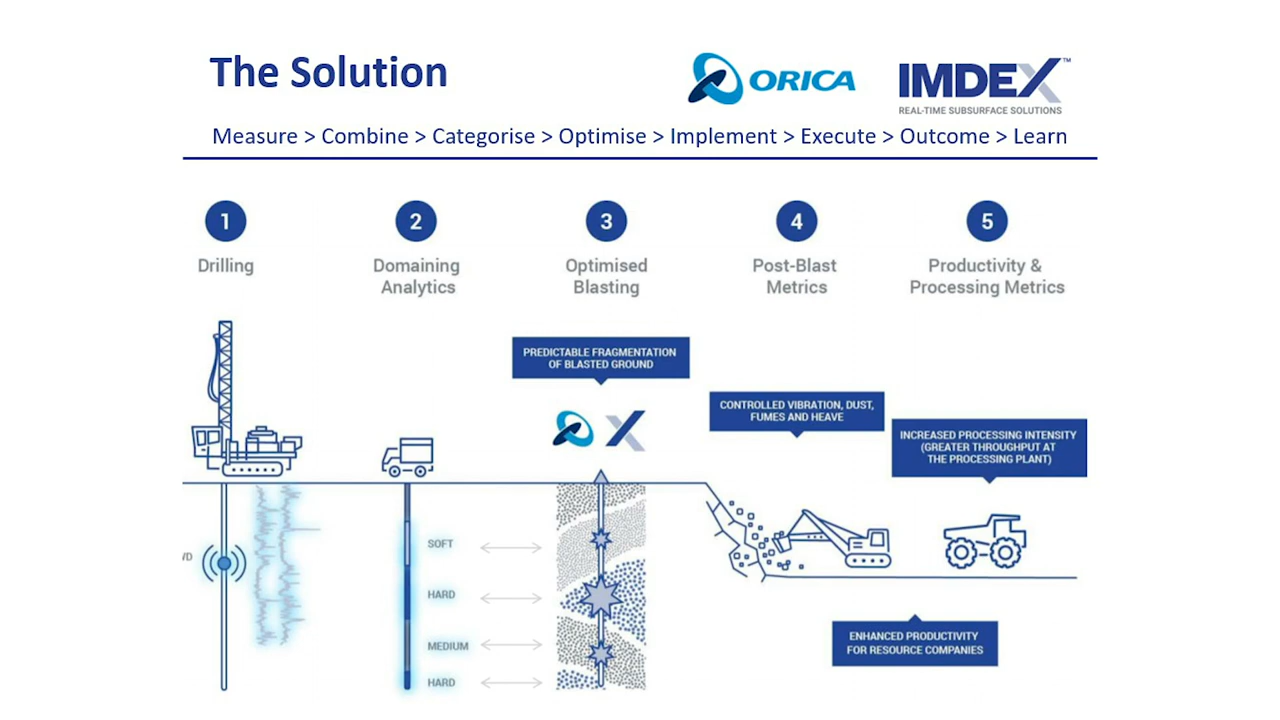 The Solution
ORICA
IMDEX™
REAL-TIME SUBSURFACE SOLUTIONS
Measure > Combine > Categorise > Optimise > Implement > Execute > Outcome > Learn
1
Drilling
2
Domaining
Analytics
3
Optimised
Blasting
4
Post-Blast
Metrics
5
Productivity &
Processing Metrics
PREDICTABLE FRAGMENTATION
OF BLASTED GROUND
CONTROLLED VIBRATION, DUST,
FUMES AND HEAVE
INCREASED PROCESSING INTENSITY
(GREATER THROUGHPUT AT
THE PROCESSING PLANT)
SOFT
HARD
MEDIUM
HARD
ENHANCED PRODUCTIVITY
FOR RESOURCE COMPANIES